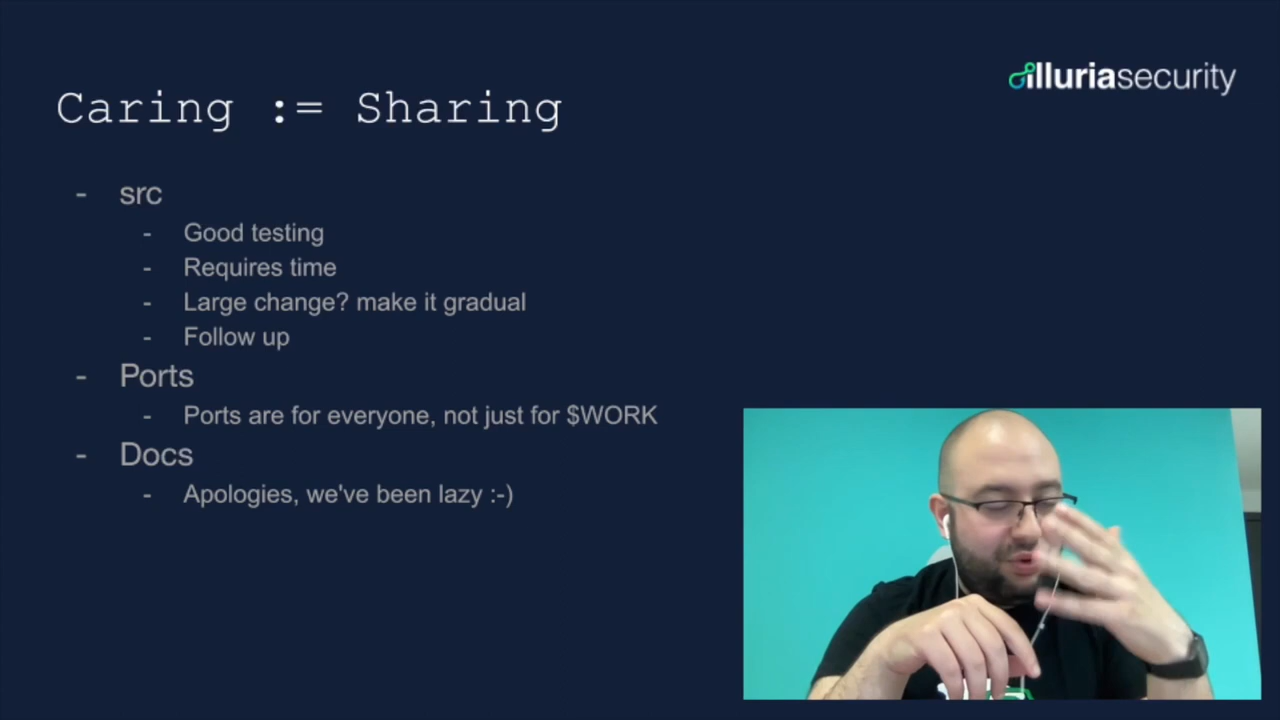 illuriasecurity
Caring := Sharing
- src
- Good testing
- Requires time
- Large change? make it gradual
- Follow up
- Ports
- Ports are for everyone, not just for $WORK
- Docs
- Apologies, we've been lazy :-)